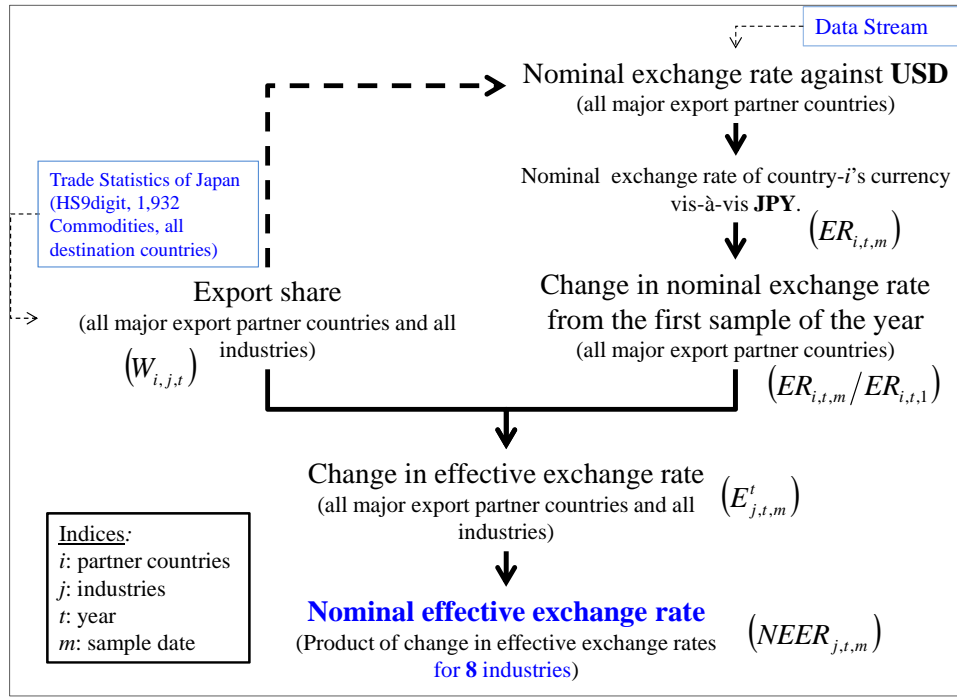 Data Stream
Nominal exchange rate against USD
(all major export partner countries)
Trade Statistics of Japan
(HS9digit, 1,932
Commodities, all
destination countries)
Nominal exchange rate of country-i's currency
vis-à-vis JPY.
(ER_{i,t,m})
Export share
(all major export partner countries and all
industries)
(W_{i,j,t})
Change in nominal exchange rate
from the first sample of the year
(all major export partner countries)
(ER_{i,t,m}/ER_{i,t,1})
Change in effective exchange rate
(all major export partner countries and all
industries)
(E^t_{j,t,m})
Indices:
i: partner countries
j: industries
t: year
m: sample date
Nominal effective exchange rate
(Product of change in effective exchange rates
for 8 industries)
(NEER_{j,t,m})